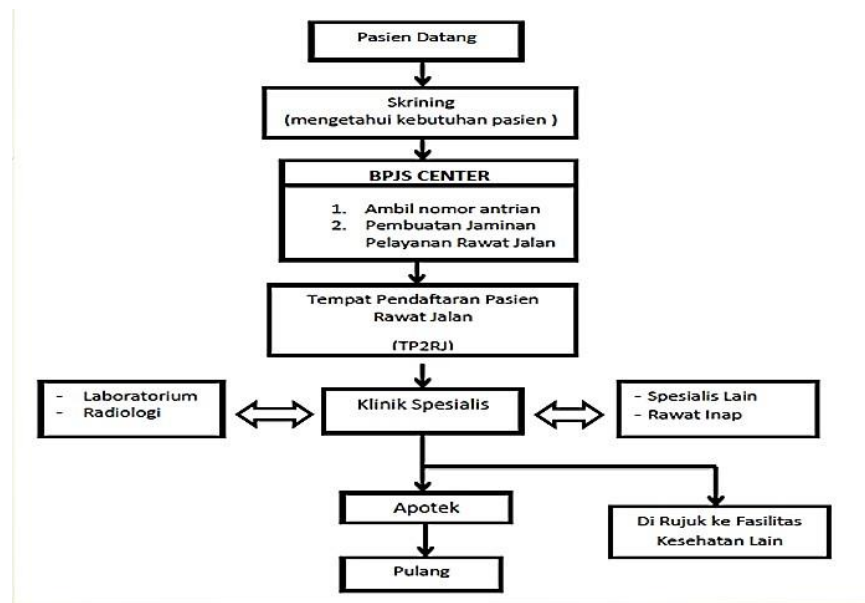 Pasien Datang
Skrining
(mengetahui kebutuhan pasien )
BPJS CENTER
1. Ambil nomor antrian
2. Pembuatan Jaminan
Pelayanan Rawat Jalan
Tempat Pendaftaran Pasien
Rawat Jalan
(TP2RJ)
- Laboratorium
- Radiologi
Klinik Spesialis
- Spesialis Lain
- Rawat Inap
Apotek
Di Rujuk ke Fasilitas
Kesehatan Lain
Pulang